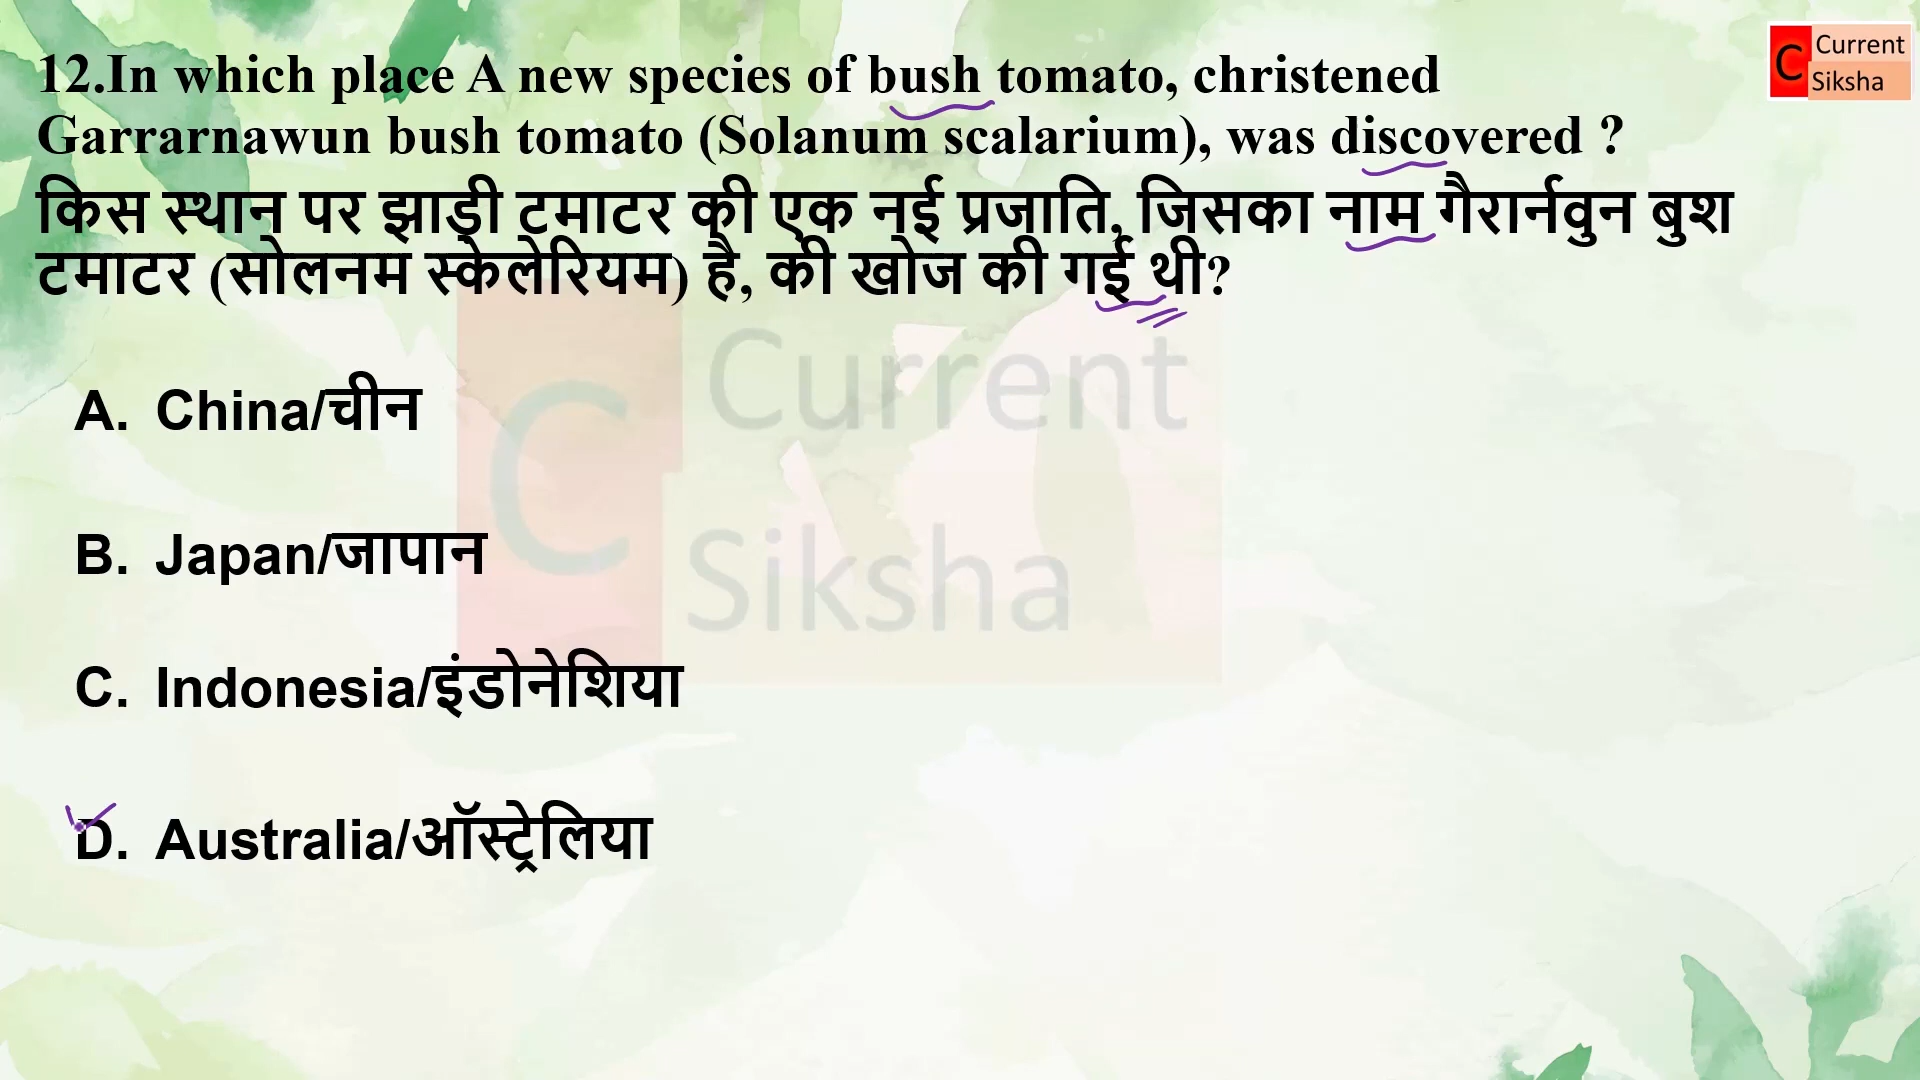 12.In which place A new species of bush tomato, christened
Garrarnawun bush tomato (Solanum scalarium), was discovered ?
किस स्थान पर झाड़ी टमाटर की एक नई प्रजाति, जिसका नाम गैरार्नवुन बुश
टमाटर (सोलनम स्केलेरियम) है, की खोज की गई थी?
A. China/चीन
B. Japan/जापान
C. Indonesia/इंडोनेशिया
D. Australia/ऑस्ट्रेलिया
C Current
Siksha
C Current
Siksha